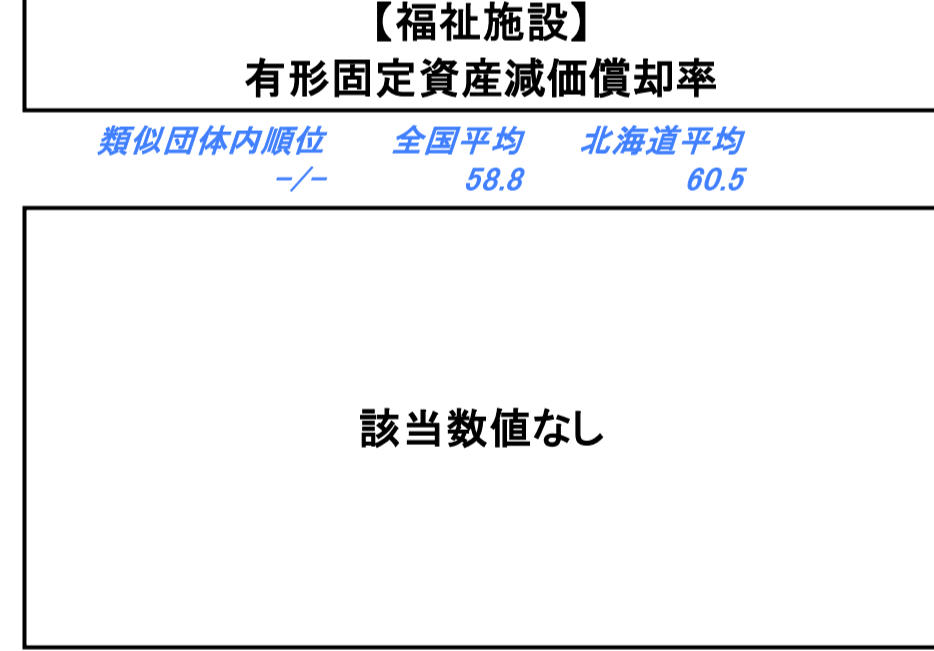 【福祉施設】
有形固定資産減価償却率
類似団体内順位 全国平均 北海道平均
-/- 58.8 60.5
該当数値なし